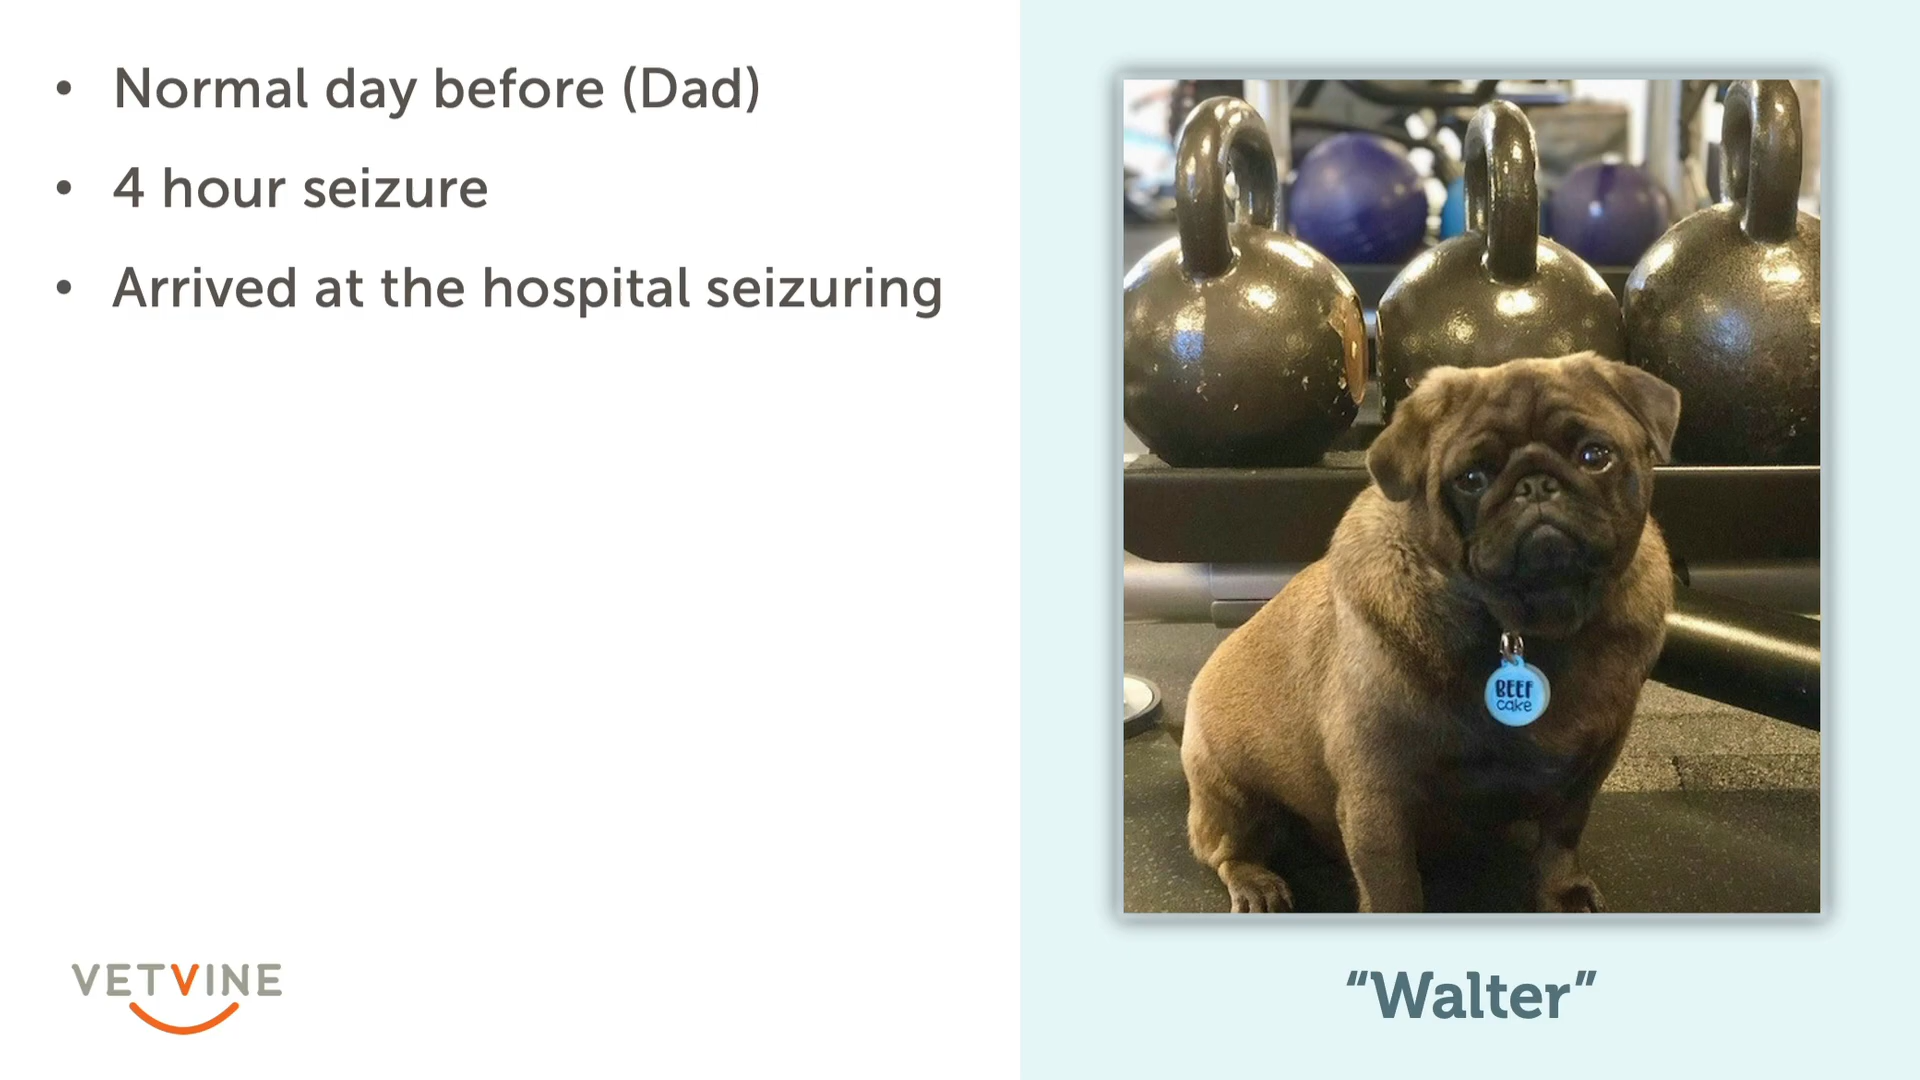 • Normal day before (Dad)
• 4 hour seizure
• Arrived at the hospital seizuring
BEEF
cake
VETVINE
“Walter”